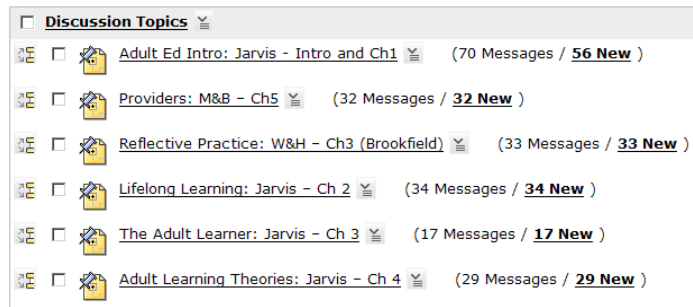 Discussion Topics
Adult Ed Intro: Jarvis - Intro and Ch1 (70 Messages / 56 New )
Providers: M&B – Ch5 (32 Messages / 32 New )
Reflective Practice: W&H – Ch3 (Brookfield) (33 Messages / 33 New )
Lifelong Learning: Jarvis – Ch 2 (34 Messages / 34 New )
The Adult Learner: Jarvis – Ch 3 (17 Messages / 17 New )
Adult Learning Theories: Jarvis – Ch 4 (29 Messages / 29 New )